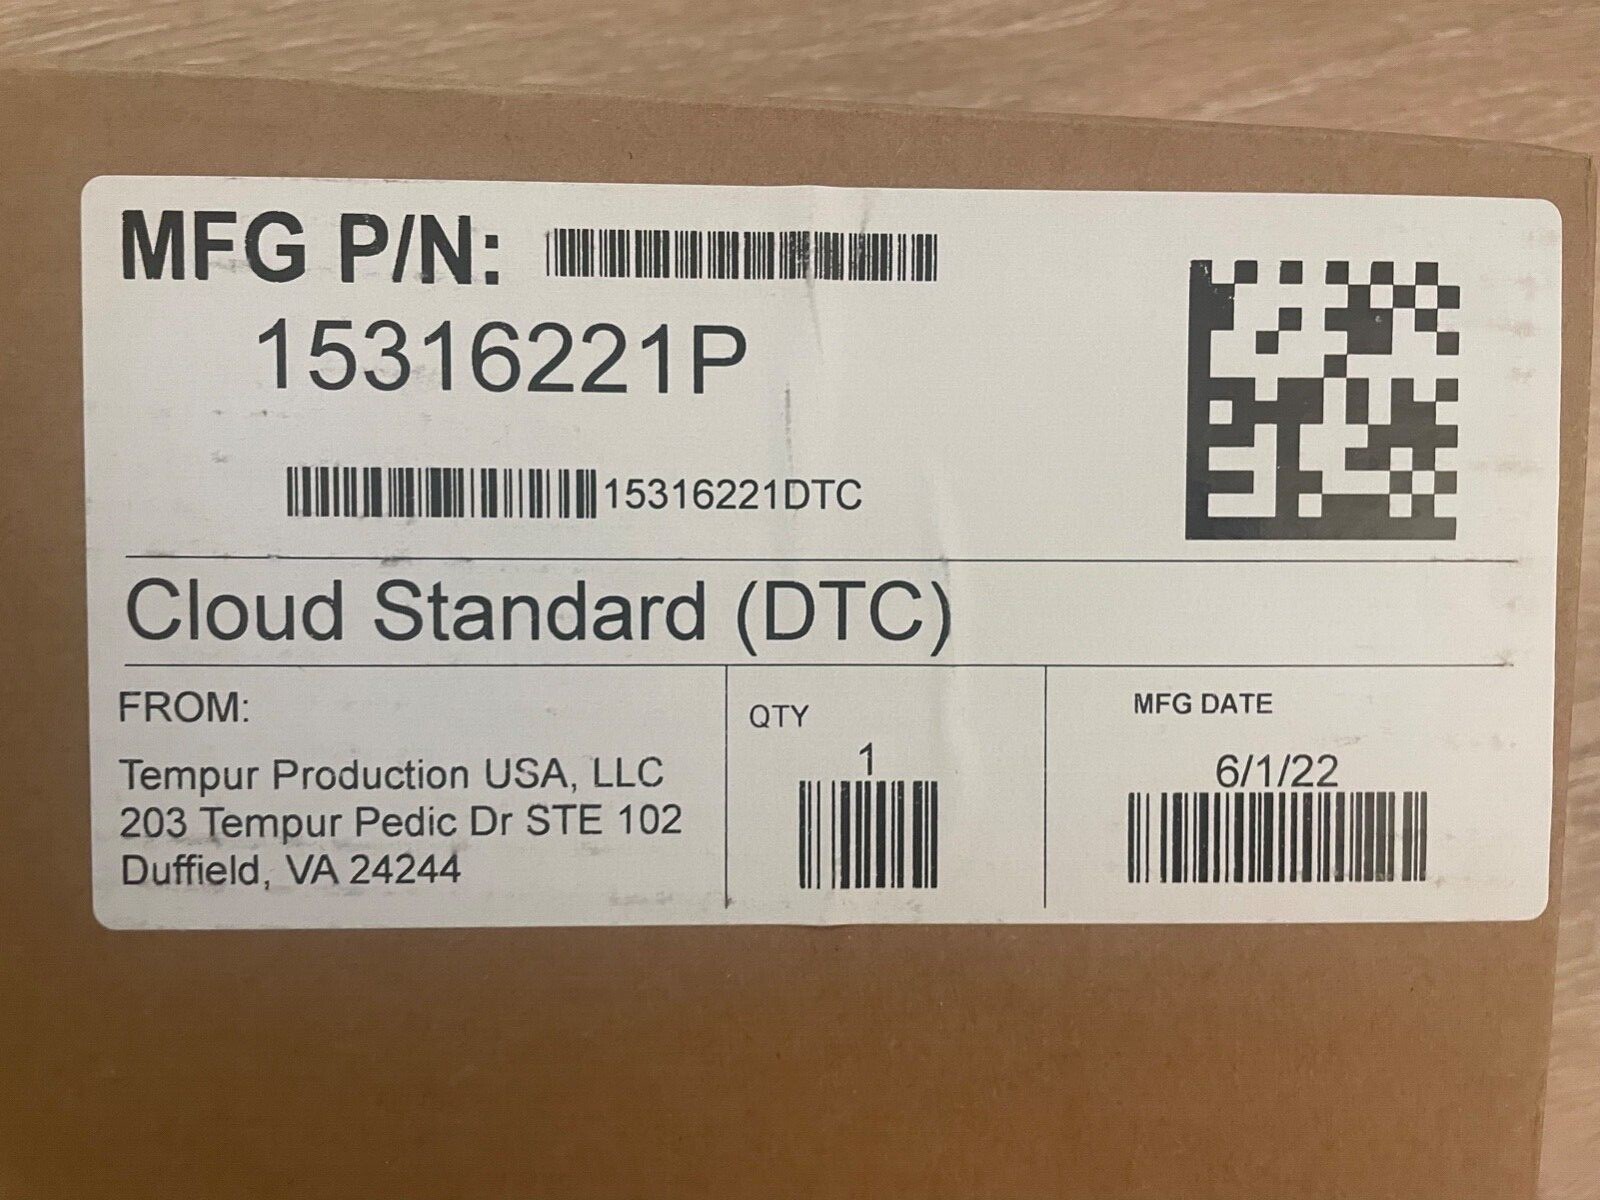 MFG P/N:
15316221P
15316221DTC
Cloud Standard (DTC)
FROM:
Tempur Production USA, LLC
203 Tempur Pedic Dr STE 102
Duffield, VA 24244
QTY
1
MFG DATE
6/1/22